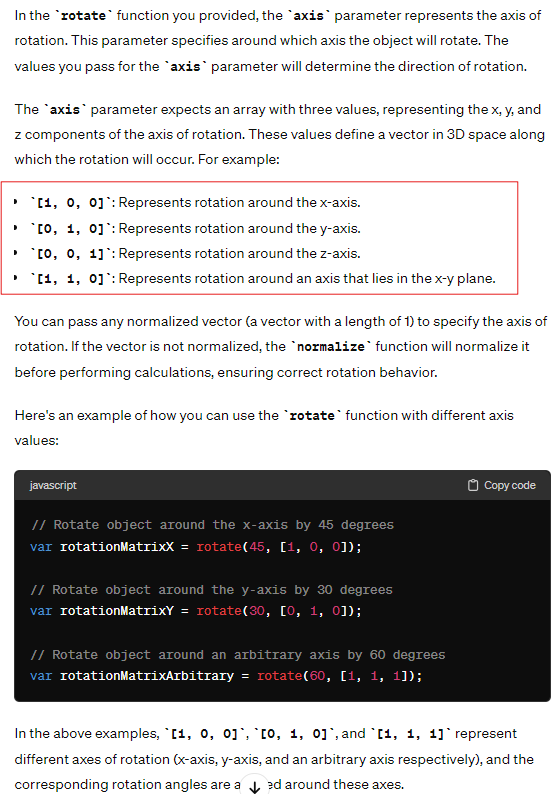 In the `rotate` function you provided, the `axis` parameter represents the axis of
rotation. This parameter specifies around which axis the object will rotate. The
values you pass for the `axis` parameter will determine the direction of rotation.
The `axis` parameter expects an array with three values, representing the x, y, and
z components of the axis of rotation. These values define a vector in 3D space along
which the rotation will occur. For example:
• `[1, 0, 0]`: Represents rotation around the x-axis.
• `[0, 1, 0]`: Represents rotation around the y-axis.
• `[0, 0, 1]`: Represents rotation around the z-axis.
• `[1, 1, 0]`: Represents rotation around an axis that lies in the x-y plane.
You can pass any normalized vector (a vector with a length of 1) to specify the axis of
rotation. If the vector is not normalized, the `normalize` function will normalize it
before performing calculations, ensuring correct rotation behavior.
Here's an example of how you can use the `rotate` function with different axis
values:
javascript Copy code
// Rotate object around the x-axis by 45 degrees
var rotationMatrixX = rotate(45, [1, 0, 0]);
// Rotate object around the y-axis by 30 degrees
var rotationMatrixY = rotate(30, [0, 1, 0]);
// Rotate object around an arbitrary axis by 60 degrees
var rotationMatrixArbitrary = rotate(60, [1, 1, 1]);
In the above examples, `[1, 0, 0]`, `[0, 1, 0]`, and `[1, 1, 1]` represent
different axes of rotation (x-axis, y-axis, and an arbitrary axis respectively), and the
corresponding rotation angles are around these axes.